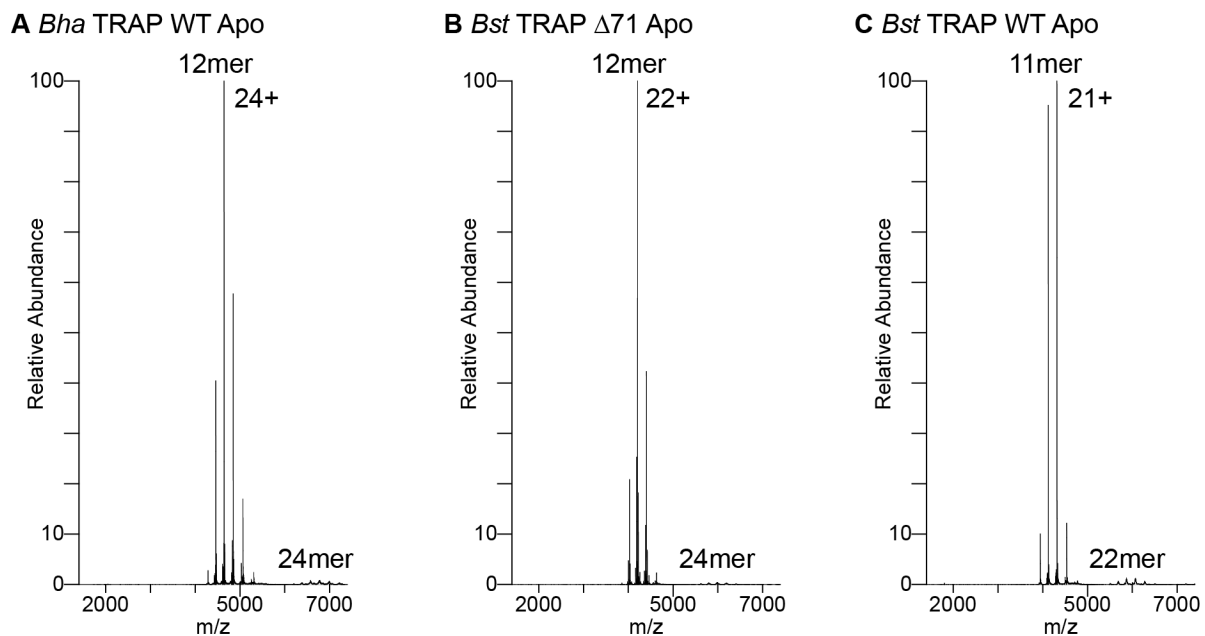 A Bha TRAP WT Apo
12mer
100
24+
Relative Abundance
10
24mer
0
2000 5000 7000
m/z
B Bst TRAP Δ71 Apo
12mer
100
22+
Relative Abundance
10
24mer
0
2000 5000 7000
m/z
C Bst TRAP WT Apo
11mer
100
21+
Relative Abundance
10
22mer
0
2000 5000 7000
m/z